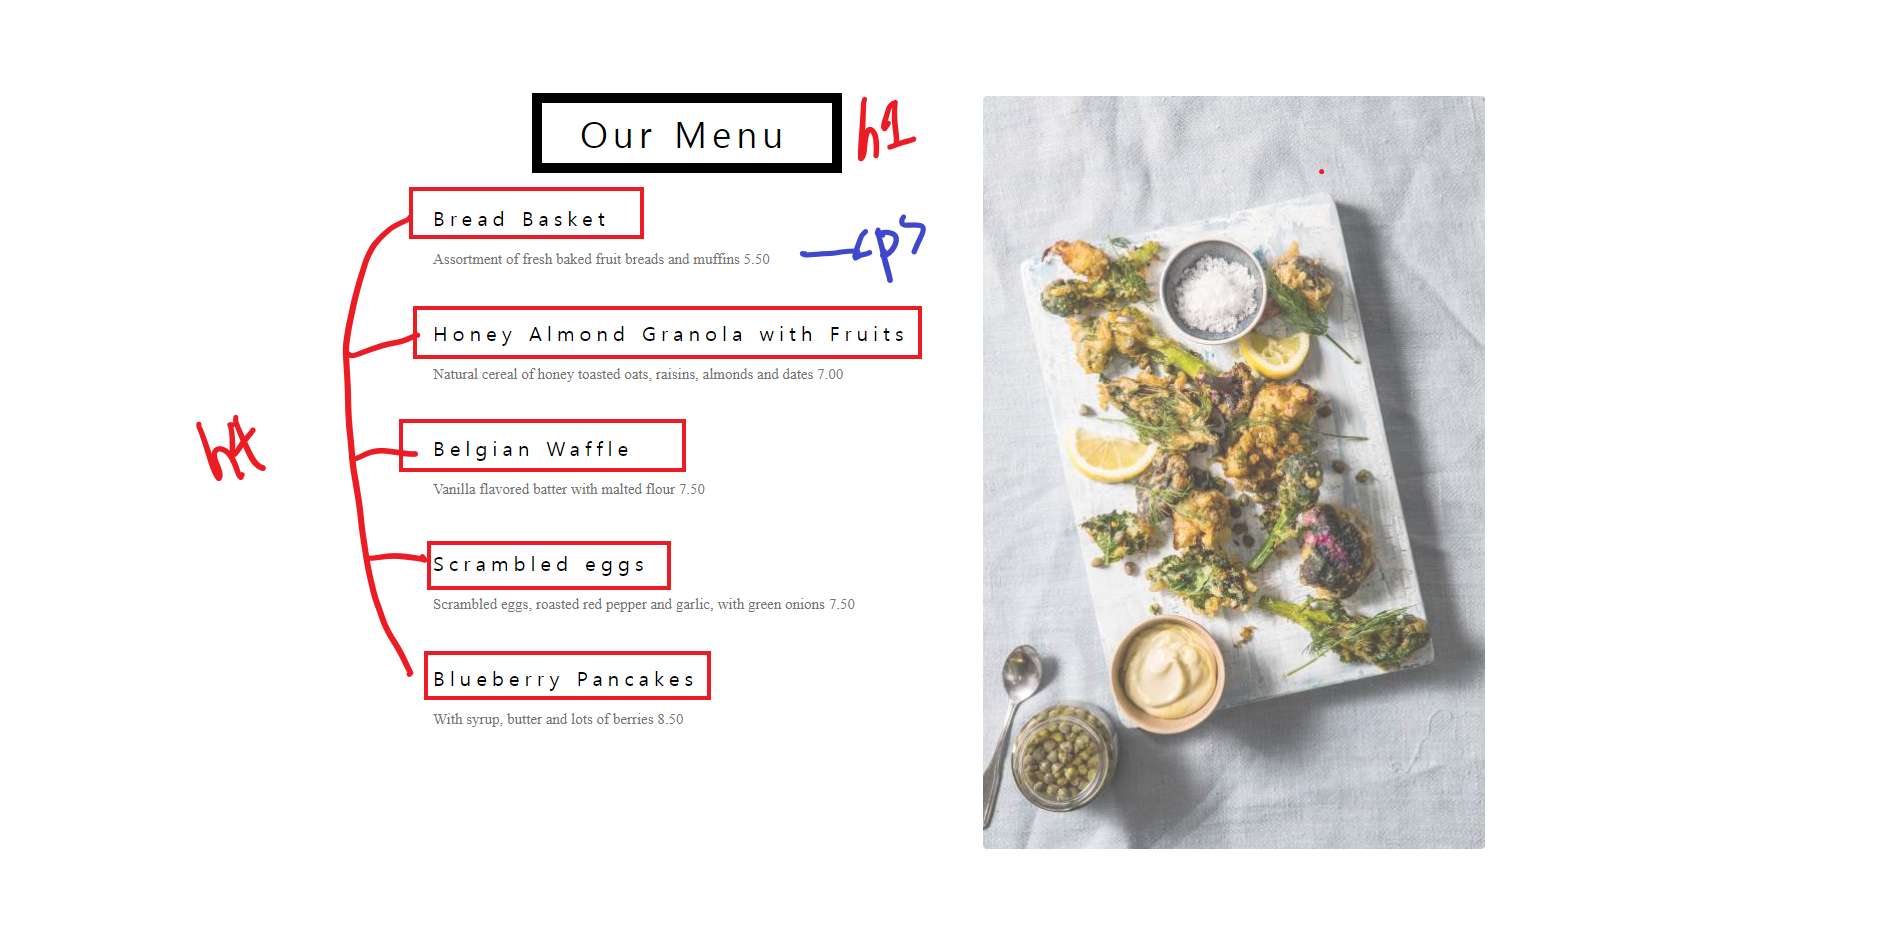 Our Menu
h1
Bread Basket
Assortment of fresh baked fruit breads and muffins 5.50
<p>
Honey Almond Granola with Fruits
Natural cereal of honey toasted oats, raisins, almonds and dates 7.00
h4
Belgian Waffle
Vanilla flavored batter with malted flour 7.50
Scrambled eggs
Scrambled eggs, roasted red pepper and garlic, with green onions 7.50
Blueberry Pancakes
With syrup, butter and lots of berries 8.50